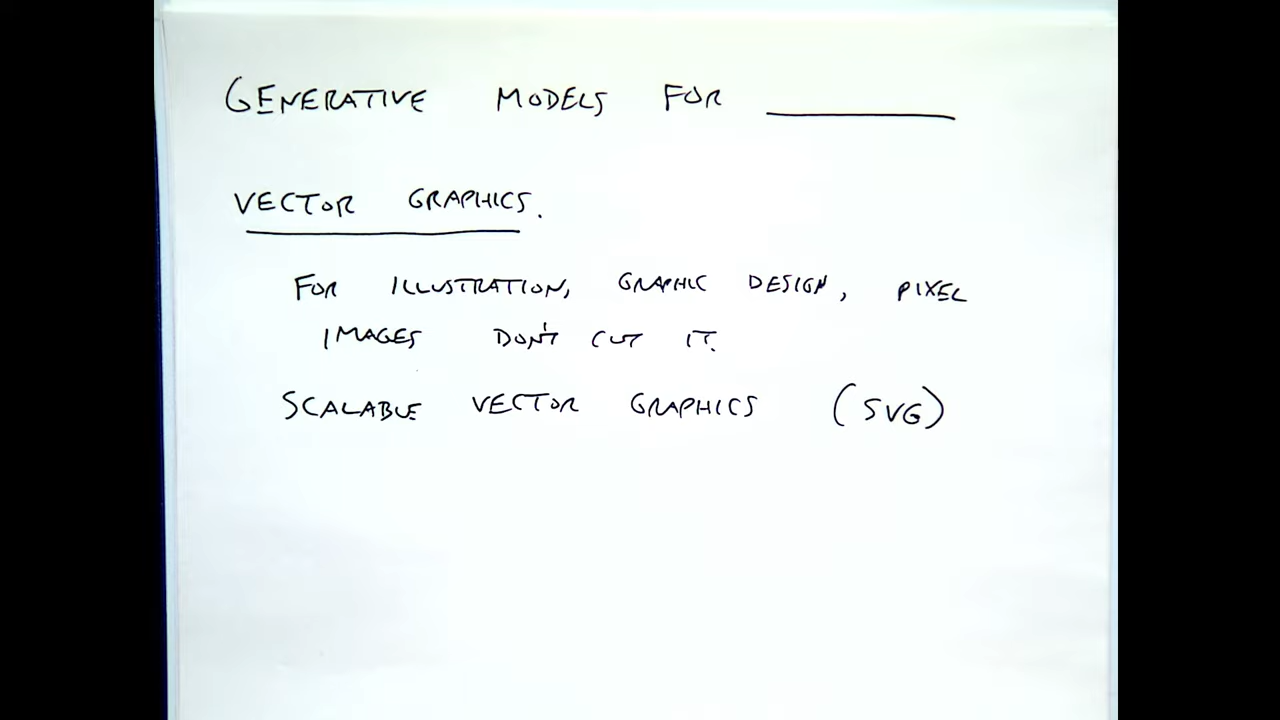 GENERATIVE MODELS FOR ________
VECTOR GRAPHICS.
FOR ILLUSTRATION, GRAPHIC DESIGN, PIXEL
IMAGES DON'T CUT IT.
SCALABLE VECTOR GRAPHICS (SVG)